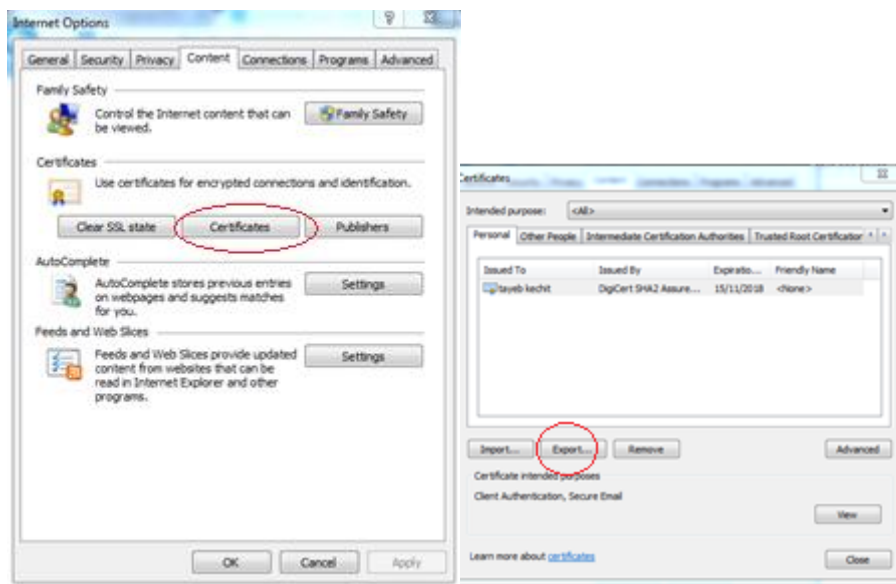 Internet Options
General Security Privacy Content Connections Programs Advanced
Family Safety
Control the Internet content that can
be viewed.
Family Safety
Certificates
Use certificates for encrypted connections and identification.
Clear SSL state Certificates Publishers
AutoComplete
AutoComplete stores previous entries
on webpages and suggests matches
for you.
Settings
Feeds and Web Slices
Feeds and Web Slices provide updated
content from websites that can be
read in Internet Explorer and other
programs.
Settings
OK Cancel Apply
Certificates
Intended purpose: <All>
Personal Other People Intermediate Certification Authorities Trusted Root Certification
Issued To Issued By Expiratio... Friendly Name
tayeb kechit DigiCert SHA2 Assure... 15/11/2018 <None>
Import... Export... Remove Advanced
Certificate intended purposes
Client Authentication, Secure Email
View
Learn more about certificates
Close